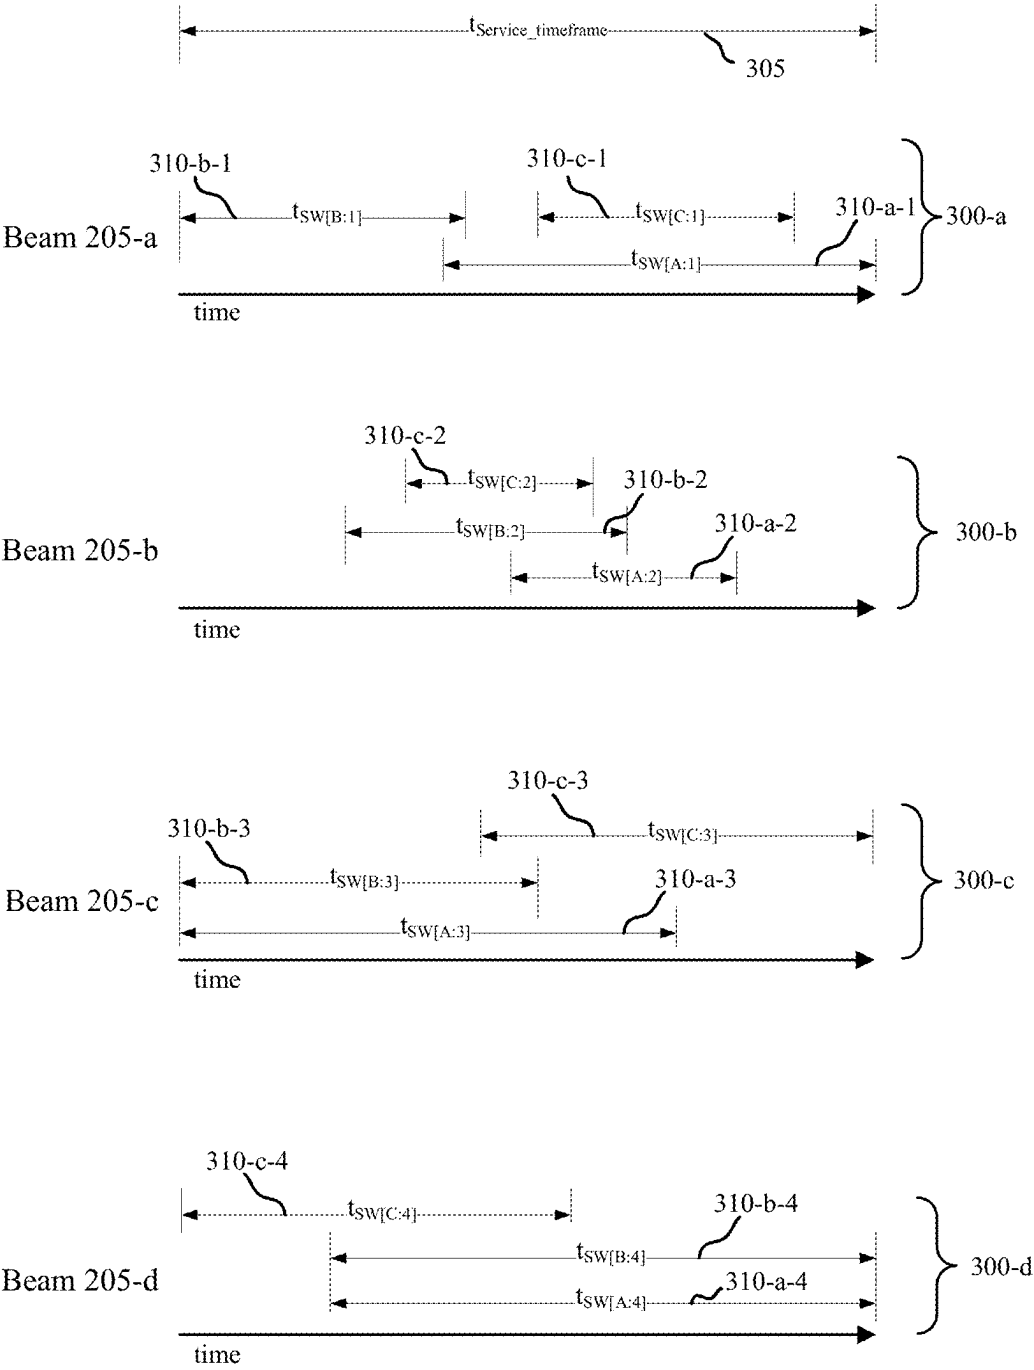 tService_timeframe
305
310-b-1
310-c-1
310-a-1
tSW[B:1]
tSW[C:1]
300-a
Beam 205-a
tSW[A:1]
time
310-c-2
tSW[C:2]
310-b-2
tSW[B:2]
310-a-2
300-b
Beam 205-b
tSW[A:2]
time
310-c-3
310-b-3
tSW[C:3]
tSW[B:3]
310-a-3
300-c
Beam 205-c
tSW[A:3]
time
310-c-4
tSW[C:4]
310-b-4
tSW[B:4]
300-d
Beam 205-d
310-a-4
tSW[A:4]
time